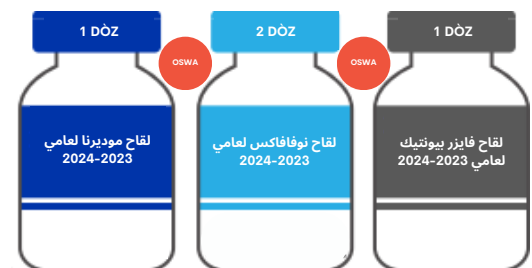 1 DÒZ
2 DÒZ
1 DÒZ
OSWA
OSWA
لقاح موديرنا لعامي
2024-2023
لقاح نوفافاكس لعامي
2024-2023
لقاح فايزر بيونتيك
لعامي 2023-2024